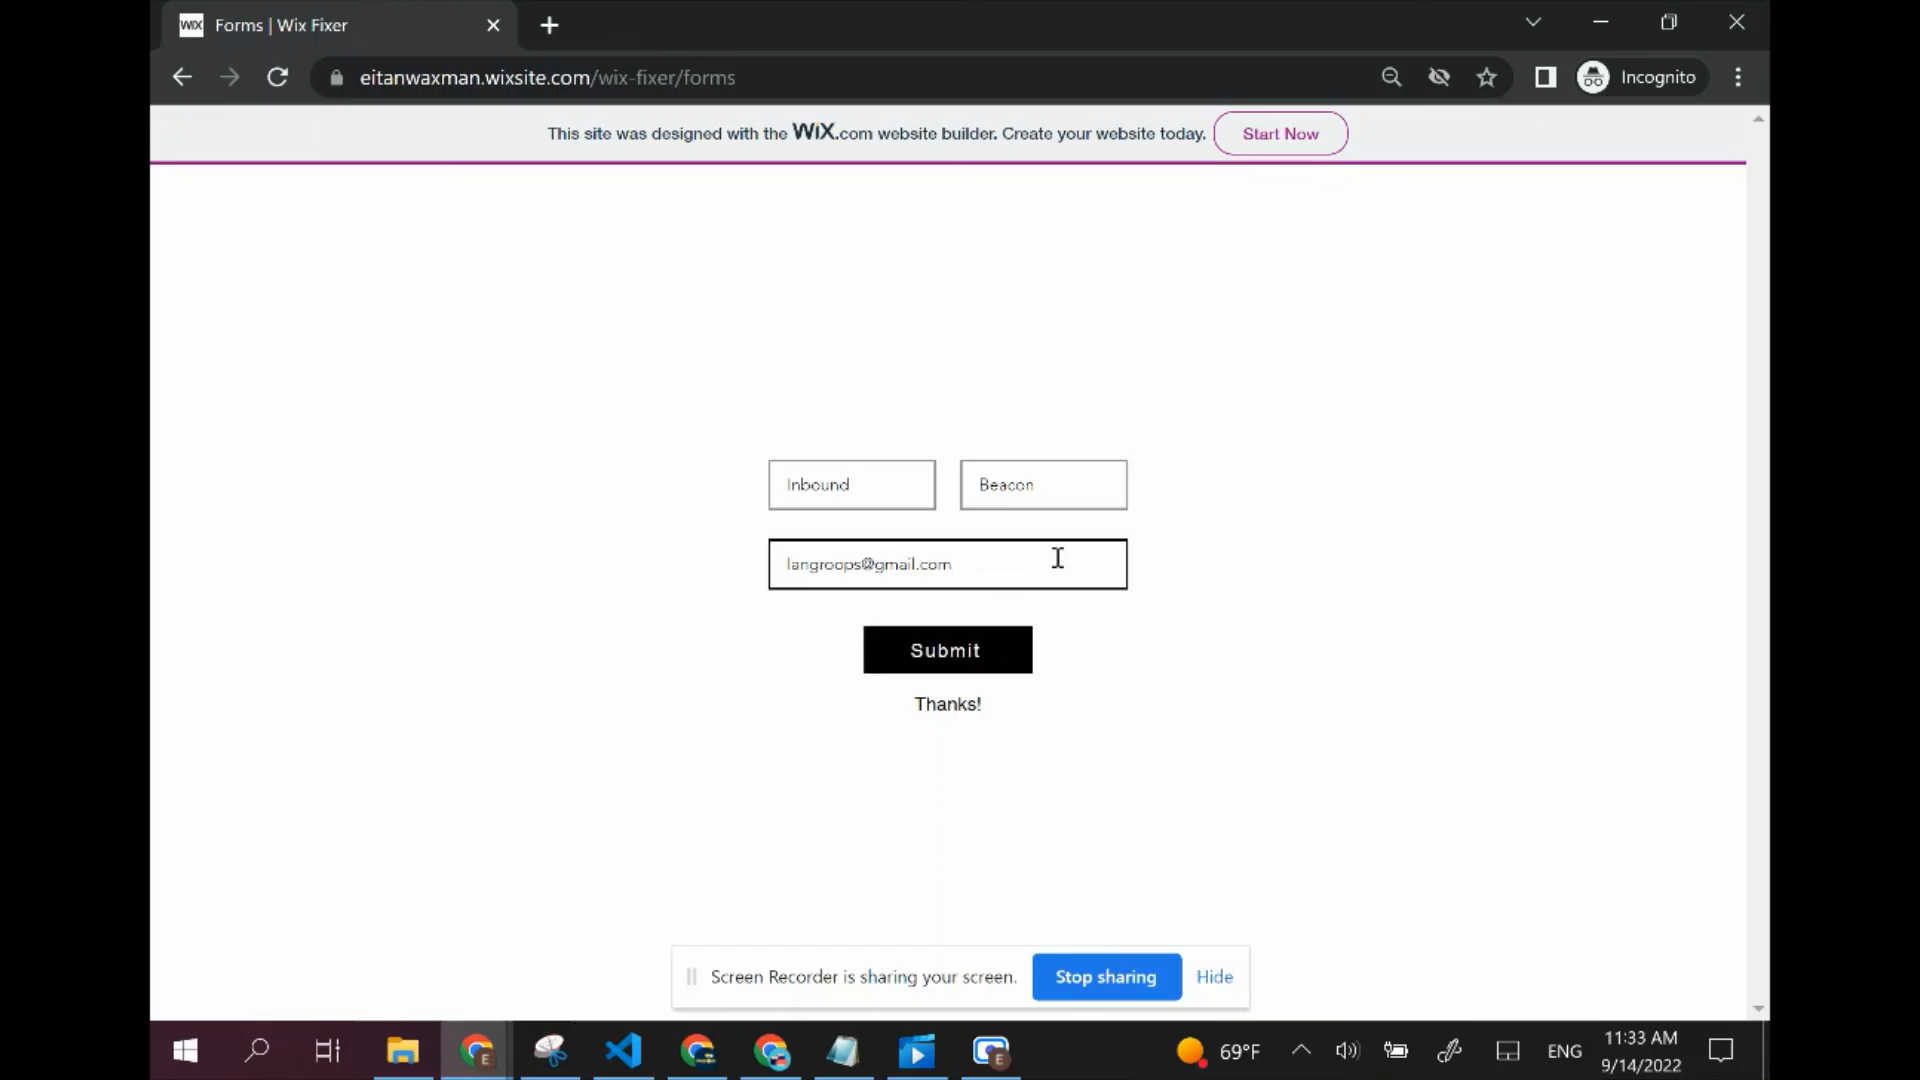 WiX Forms | Wix Fixer
eitanwaxman.wixsite.com/wix-fixer/forms
Incognito
This site was designed with the WiX.com website builder. Create your website today. Start Now
Inbound Beacon
langroops@gmail.com
Submit
Thanks!
Screen Recorder is sharing your screen. Stop sharing Hide
E E 69°F ENG 11:33 AM
9/14/2022